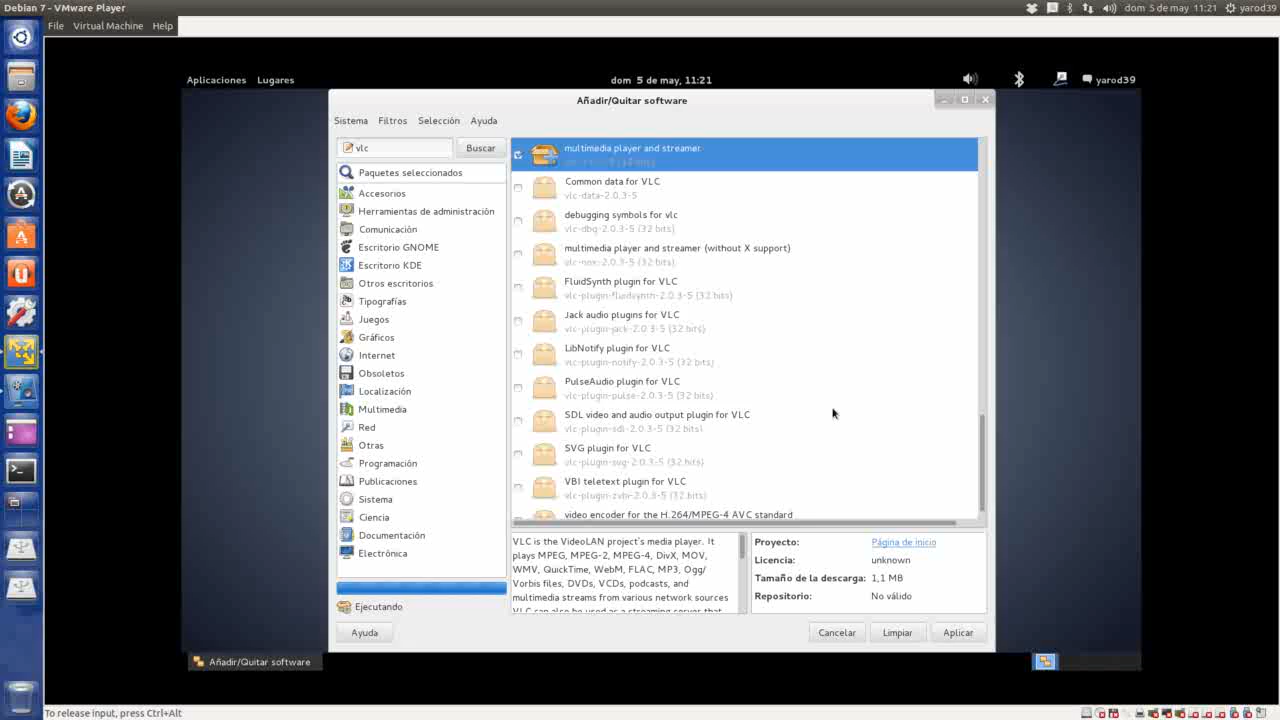 Debian 7 - VMware Player
dom 5 de may, 11:21
yarod39
File Virtual Machine Help
Aplicaciones Lugares
dom 5 de may, 11:21
yarod39
Añadir/Quitar software
Sistema Filtros Selección Ayuda
vlc
Buscar
Paquetes seleccionados
Accesorios
Herramientas de administración
Comunicación
Escritorio GNOME
Escritorio KDE
Otros escritorios
Tipografías
Juegos
Gráficos
Internet
Obsoletos
Localización
Multimedia
Red
Otras
Programación
Publicaciones
Sistema
Ciencia
Documentación
Electrónica
Ejecutando
Ayuda
multimedia player and streamer
Common data for VLC
vlc-data-2.0.3-5
debugging symbols for vlc
vlc-dbg-2.0.3-5 (32 bits)
multimedia player and streamer (without X support)
vlc-nox-2.0.3-5 (32 bits)
FluidSynth plugin for VLC
vlc-plugin-fluidsynth-2.0.3-5 (32 bits)
Jack audio plugins for VLC
vlc-plugin-jack-2.0.3-5 (32 bits)
LibNotify plugin for VLC
vlc-plugin-notify-2.0.3-5 (32 bits)
PulseAudio plugin for VLC
vlc-plugin-pulse-2.0.3-5 (32 bits)
SDL video and audio output plugin for VLC
vlc-plugin-sdl-2.0.3-5 (32 bits)
SVG plugin for VLC
vlc-plugin-svg-2.0.3-5 (32 bits)
VBI teletext plugin for VLC
vlc-plugin-zvbi-2.0.3-5 (32 bits)
video encoder for the H.264/MPEG-4 AVC standard
VLC is the VideoLAN project's media player. It
plays MPEG, MPEG-2, MPEG-4, DivX, MOV,
WMV, QuickTime, WebM, FLAC, MP3, Ogg/
Vorbis files, DVDs, VCDs, podcasts, and
multimedia streams from various network sources
VLC can also be used as a streaming server that
Proyecto: Página de inicio
Licencia: unknown
Tamaño de la descarga: 1,1 MB
Repositorio: No válido
Cancelar Limpiar Aplicar
Añadir/Quitar software
To release input, press Ctrl+Alt